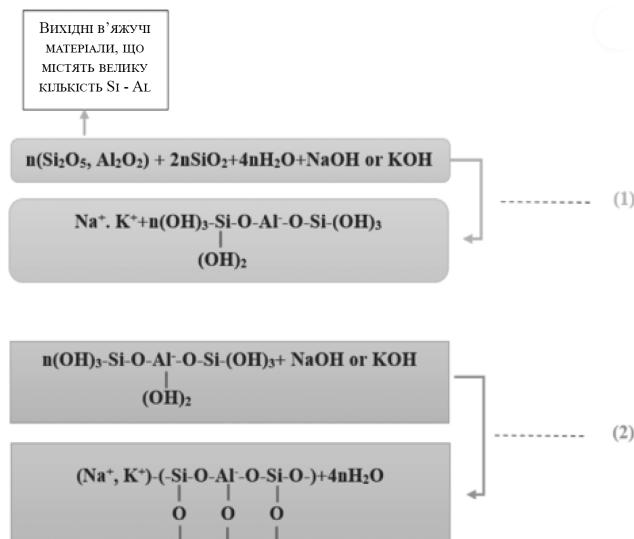 Вихідні в’яжучі
матеріали, що
містять велику
кількість Si - Al
n(Si₂O₅, Al₂O₂) + 2nSiO₂+4nH₂O+NaOH or KOH
(1)
Na⁺. K⁺+n(OH)₃-Si-O-Al⁻-O-Si-(OH)₃
(OH)₂
n(OH)₃-Si-O-Al⁻-O-Si-(OH)₃+ NaOH or KOH
(OH)₂
(2)
(Na⁺, K⁺)-(-Si-O-Al⁻-O-Si-O-)+4nH₂O
O O O